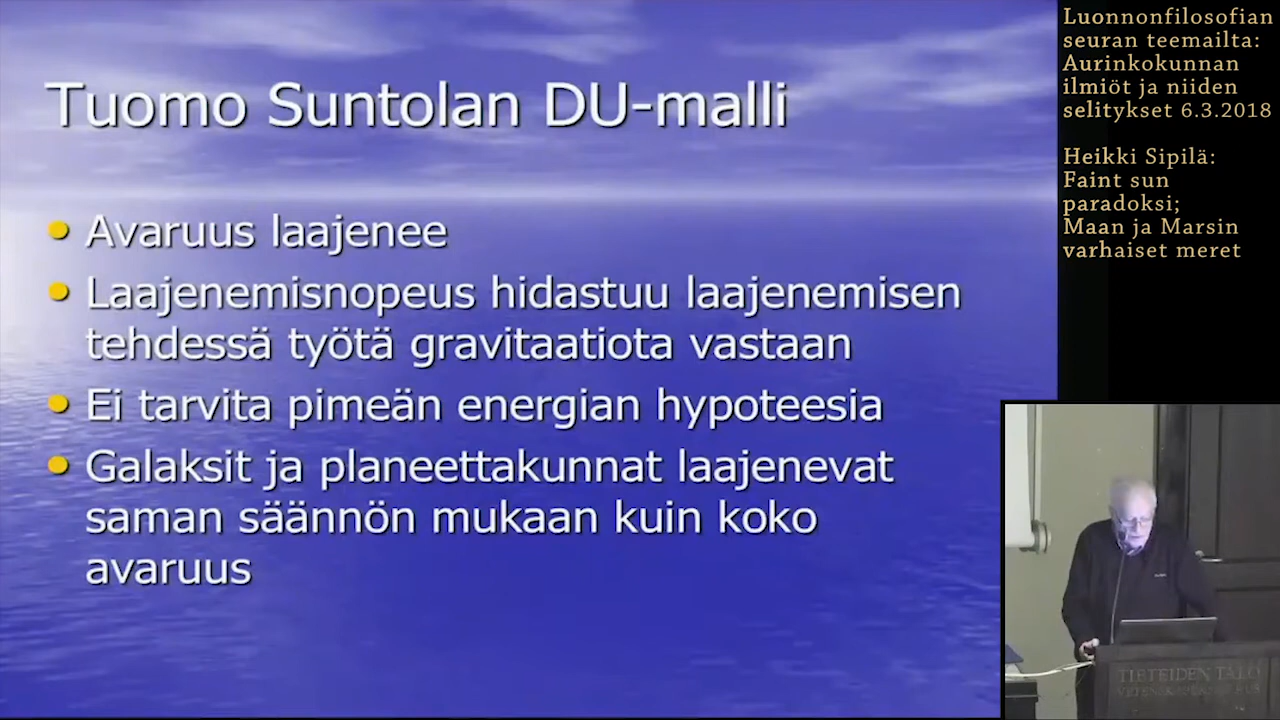 Tuomo Suntolan DU-malli
Avaruus laajenee
Laajenemisnopeus hidastuu laajenemisen
tehdessä työtä gravitaatiota vastaan
Ei tarvita pimeän energian hypoteesia
Galaksit ja planeettakunnat laajenevat
saman säännön mukaan kuin koko
avaruus
Luonnonfilosofian
seuran teemailta:
Aurinkokunnan
ilmiöt ja niiden
selitykset 6.3.2018
Heikki Sipilä:
Faint sun
paradoksi;
Maan ja Marsin
varhaiset meret
TIETEIDEN TALO